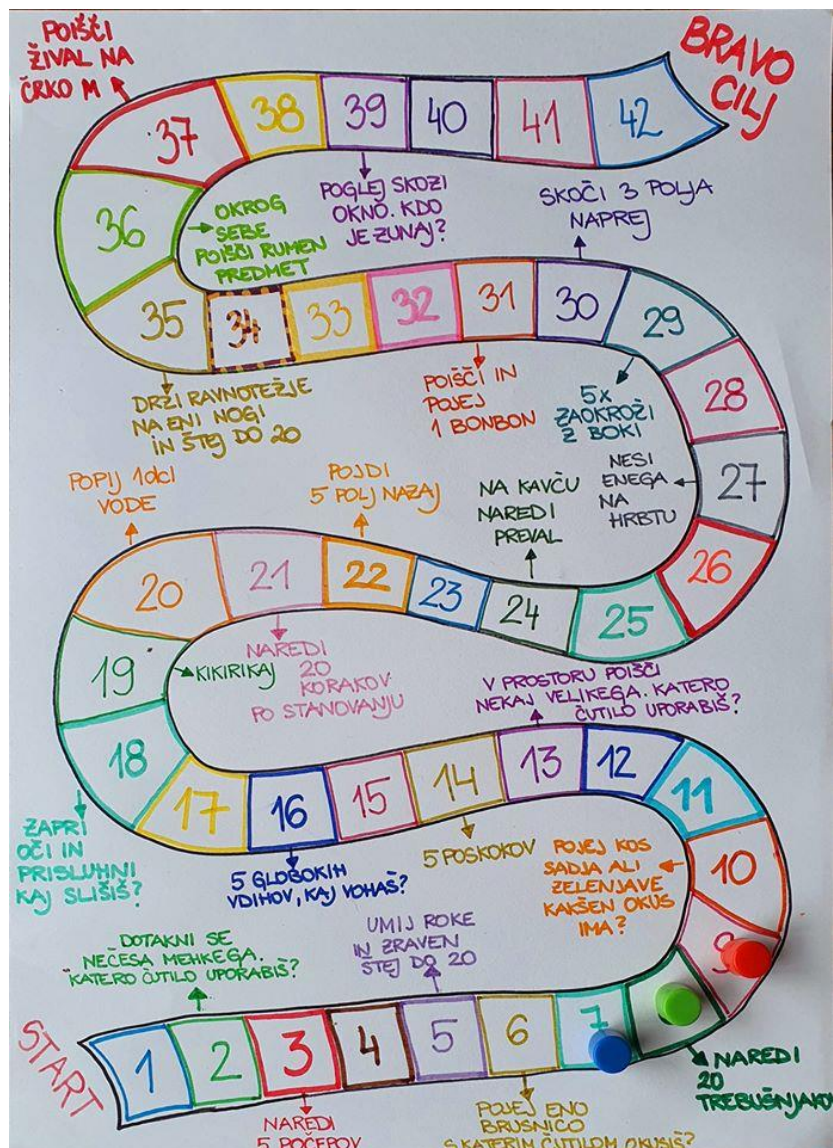 POIŠČI
ŽIVAL NA
ČRKO M
BRAVO
CILJ
37
38
39
40
41
42
36
OKROG
SEBE
POIŠČI RUMEN
PREDMET
POGLEJ SKOZI
OKNO. KDO
JE ZUNAJ?
SKOČI 3 POLJA
NAPREJ
35
34
33
32
31
30
29
28
DRŽI RAVNOTEŽJE
NA ENI NOGI
IN ŠTEJ DO 20
POIŠČI IN
POJEJ
1 BONBON
5X
ZAOKROŽI
Z BOKI
27
NESI
ENEGA
NA
HRBTU
POPIJ 1dcl
VODE
POJDI
5 POLJ NAZAJ
NA KAVČU
NAREDI
PREVAL
20
21
22
23
24
25
26
19
KIKIRIKAJ
NAREDI
20
KORAKOV
PO STANOVANJU
V PROSTORU POIŠČI
NEKAJ VELIKEGA. KATERO
ČUTILO UPORABIŠ?
18
17
16
15
14
13
12
11
10
ZAPRI
OČI IN
PRISLUHNI
KAJ SLIŠIŠ?
5 GLOBOKIH
VDIHOV, KAJ VOHAŠ?
5 POSKOKOV
POJEJ KOS
SADJA ALI
ZELENJAVE
KAKŠEN OKUS
IMA?
9
DOTAKNI SE
NEČESA MEHKEGA.
KATERO ČUTILO UPORABIŠ?
UMIJ ROKE
IN ZRAVEN
ŠTEJ DO 20
START
1
2
3
4
5
6
7
NAREDI
20
TREBUŠNJAKOV
NAREDI
5 POČEPOV
POJEJ ENO
BRUSNICO
S KATERIM ČUTILOM OKUSIŠ?